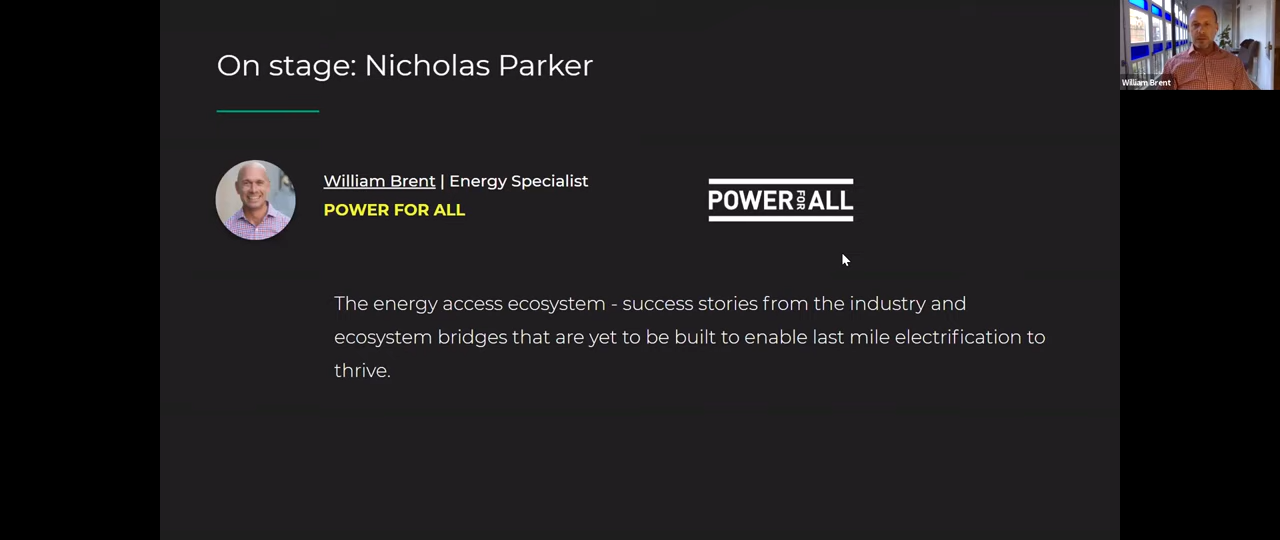 On stage: Nicholas Parker
William Brent | Energy Specialist
POWER FOR ALL
POWER FOR ALL
The energy access ecosystem - success stories from the industry and
ecosystem bridges that are yet to be built to enable last mile electrification to
thrive.
William Brent